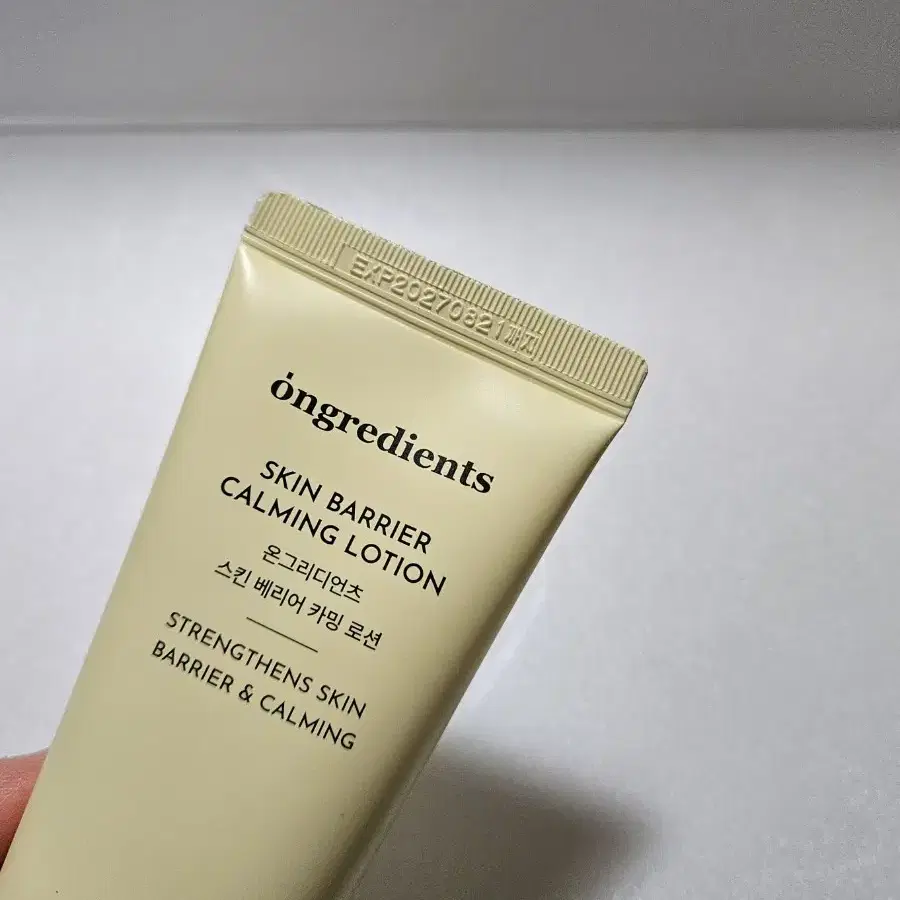 EXP20270821까지
óngredients
SKIN BARRIER
CALMING LOTION
온그리디언츠
스킨 베리어 카밍 로션
STRENGTHENS SKIN
BARRIER & CALMING